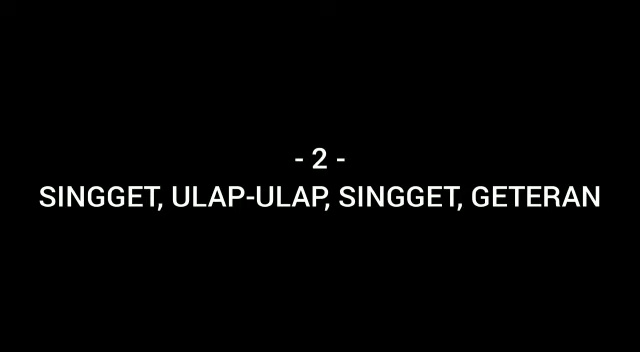 - 2 -
SINGGET, ULAP-ULAP, SINGGET, GETERAN